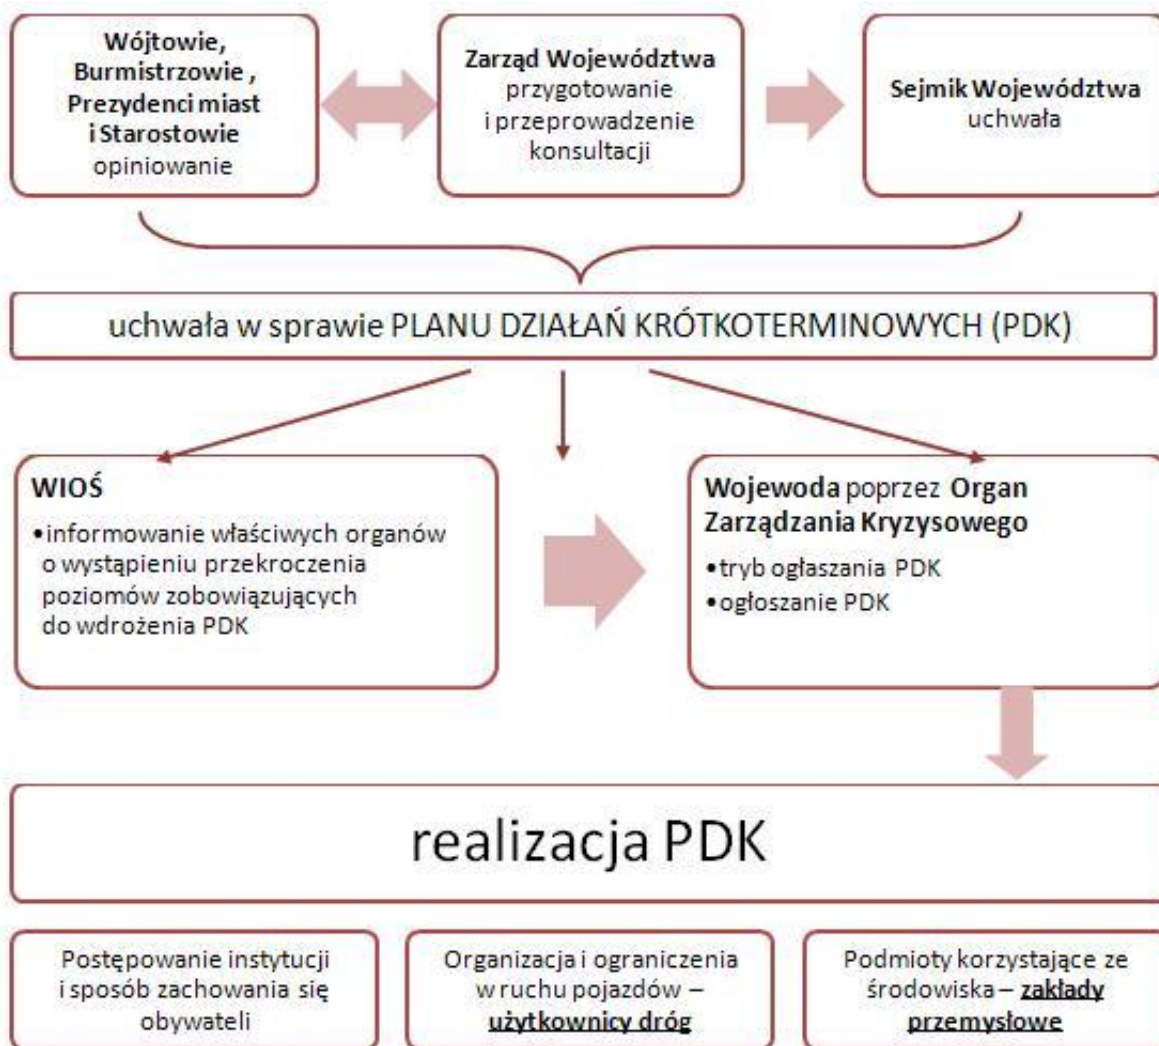 Wójtowie,
Burmistrzowie ,
Prezydenci miast
i Starostowie
opiniowanie
Zarząd Województwa
przygotowanie
i przeprowadzenie
konsultacji
Sejmik Województwa
uchwała
uchwała w sprawie PLANU DZIAŁAŃ KRÓTKOTERMINOWYCH (PDK)
WIOŚ
•informowanie właściwych organów
o wystąpieniu przekroczenia
poziomów zobowiązujących
do wdrożenia PDK
Wojewoda poprzez Organ
Zarządzania Kryzysowego
•tryb ogłaszania PDK
•ogłoszanie PDK
realizacja PDK
Postępowanie instytucji
i sposób zachowania się
obywateli
Organizacja i ograniczenia
w ruchu pojazdów –
użytkownicy dróg
Podmioty korzystające ze
środowiska – zakłady
przemysłowe